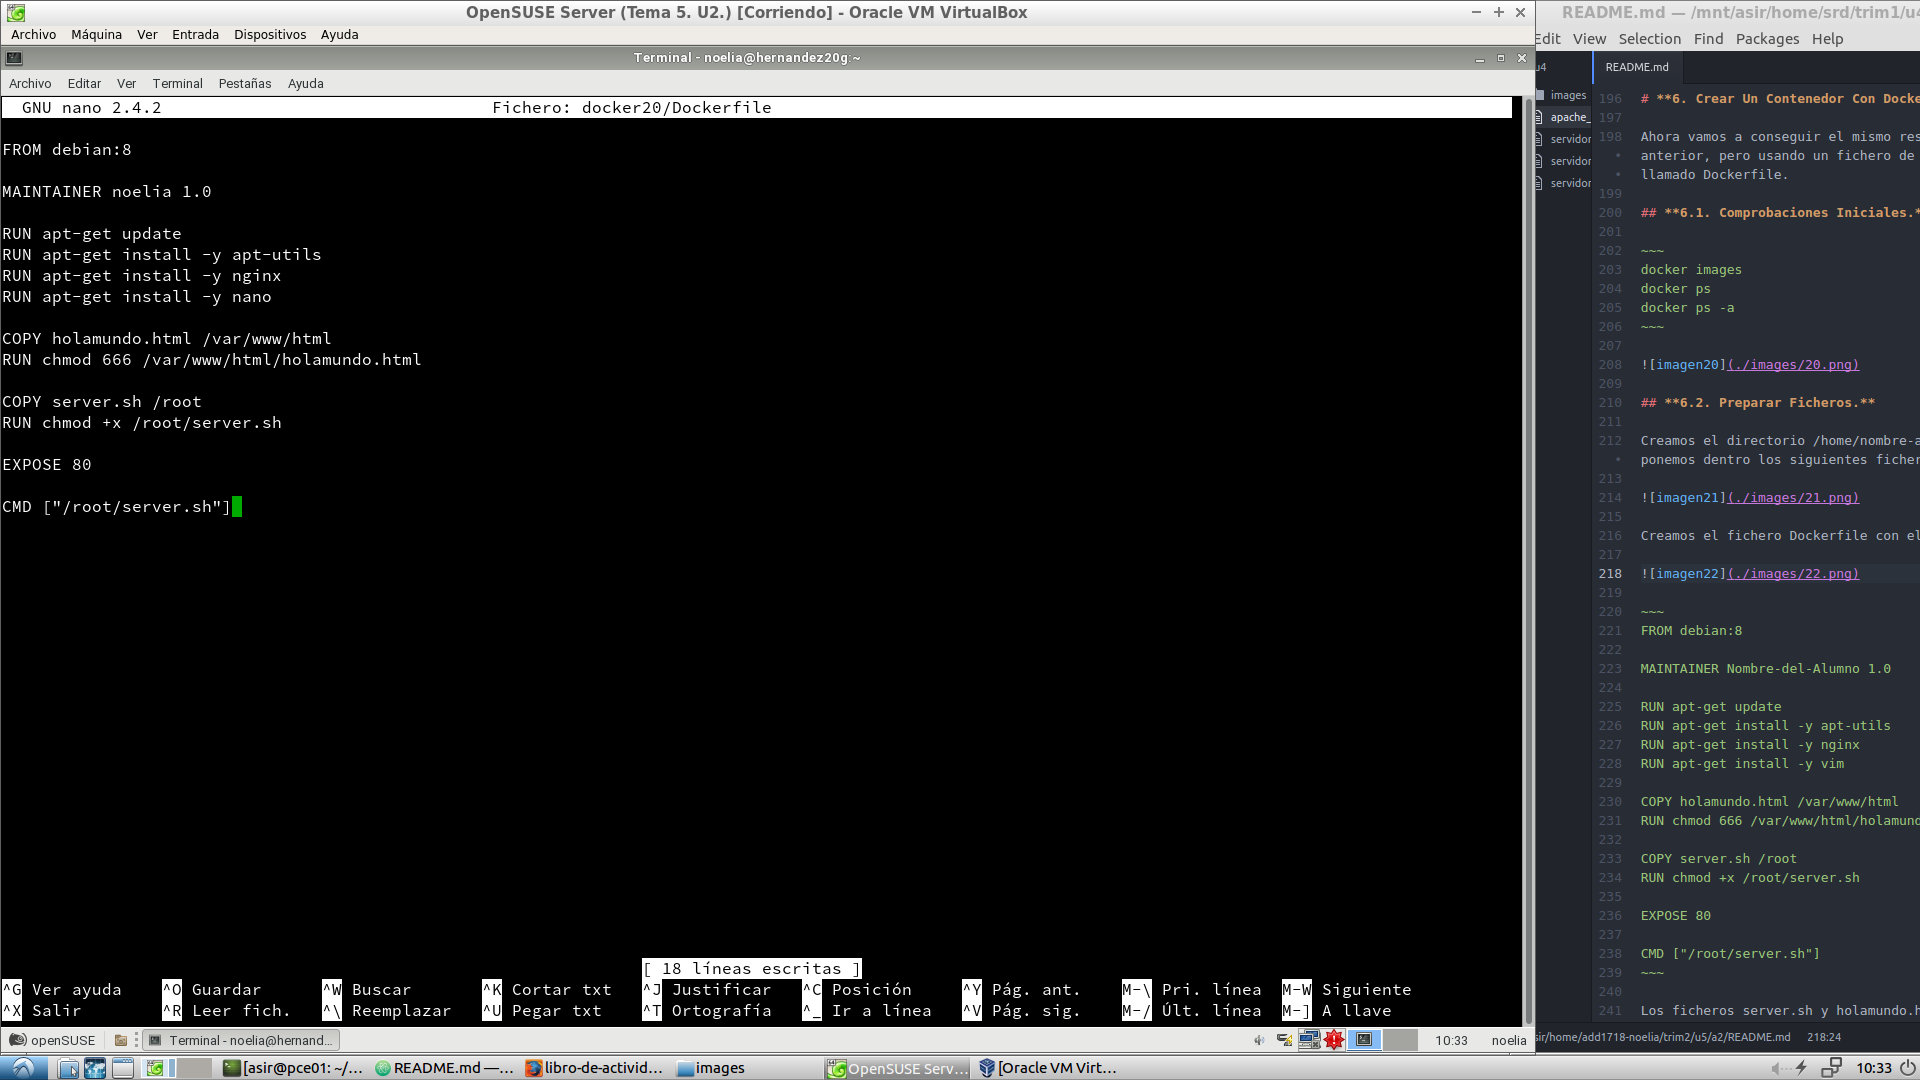 OpenSUSE Server (Tema 5. U2.) [Corriendo] - Oracle VM VirtualBox
Archivo Máquina Ver Entrada Dispositivos Ayuda
Terminal - noelia@hernandez20g:~
Archivo Editar Ver Terminal Pestañas Ayuda
GNU nano 2.4.2 Fichero: docker20/Dockerfile
FROM debian:8
MAINTAINER noelia 1.0
RUN apt-get update
RUN apt-get install -y apt-utils
RUN apt-get install -y nginx
RUN apt-get install -y nano
COPY holamundo.html /var/www/html
RUN chmod 666 /var/www/html/holamundo.html
COPY server.sh /root
RUN chmod +x /root/server.sh
EXPOSE 80
CMD ["/root/server.sh"]
[ 18 líneas escritas ]
^G Ver ayuda ^O Guardar ^W Buscar ^K Cortar txt ^J Justificar ^C Posición ^Y Pág. ant. M-\ Pri. línea M-W Siguiente
^X Salir ^R Leer fich. ^\ Reemplazar ^U Pegar txt ^T Ortografía ^_ Ir a línea ^V Pág. sig. M-/ Últ. línea M-] A llave
openSUSE Terminal - noelia@hernand... 10:33 noelia
README.md — /mnt/asir/home/srd/trim1/u4
Edit View Selection Find Packages Help
u4 README.md
images
apache_
servidor
servidor
servidor
196 # **6. Crear Un Contenedor Con Docke
197
198 Ahora vamos a conseguir el mismo res
• anterior, pero usando un fichero de
• llamado Dockerfile.
199
200 ## **6.1. Comprobaciones Iniciales.*
201
202 ~~~
203 docker images
204 docker ps
205 docker ps -a
206 ~~~
207
208 ![imagen20](./images/20.png)
209
210 ## **6.2. Preparar Ficheros.**
211
212 Creamos el directorio /home/nombre-a
• ponemos dentro los siguientes ficher
213
214 ![imagen21](./images/21.png)
215
216 Creamos el fichero Dockerfile con el
217
218 ![imagen22](./images/22.png)
219
220 ~~~
221 FROM debian:8
222
223 MAINTAINER Nombre-del-Alumno 1.0
224
225 RUN apt-get update
226 RUN apt-get install -y apt-utils
227 RUN apt-get install -y nginx
228 RUN apt-get install -y vim
229
230 COPY holamundo.html /var/www/html
231 RUN chmod 666 /var/www/html/holamund
232
233 COPY server.sh /root
234 RUN chmod +x /root/server.sh
235
236 EXPOSE 80
237
238 CMD ["/root/server.sh"]
239 ~~~
240
241 Los ficheros server.sh y holamundo.h
sir/home/add1718-noelia/trim2/u5/a2/README.md 218:24
[asir@pce01: ~/... README.md —... libro-de-activid... images OpenSUSE Serv... [Oracle VM Virt... 10:33